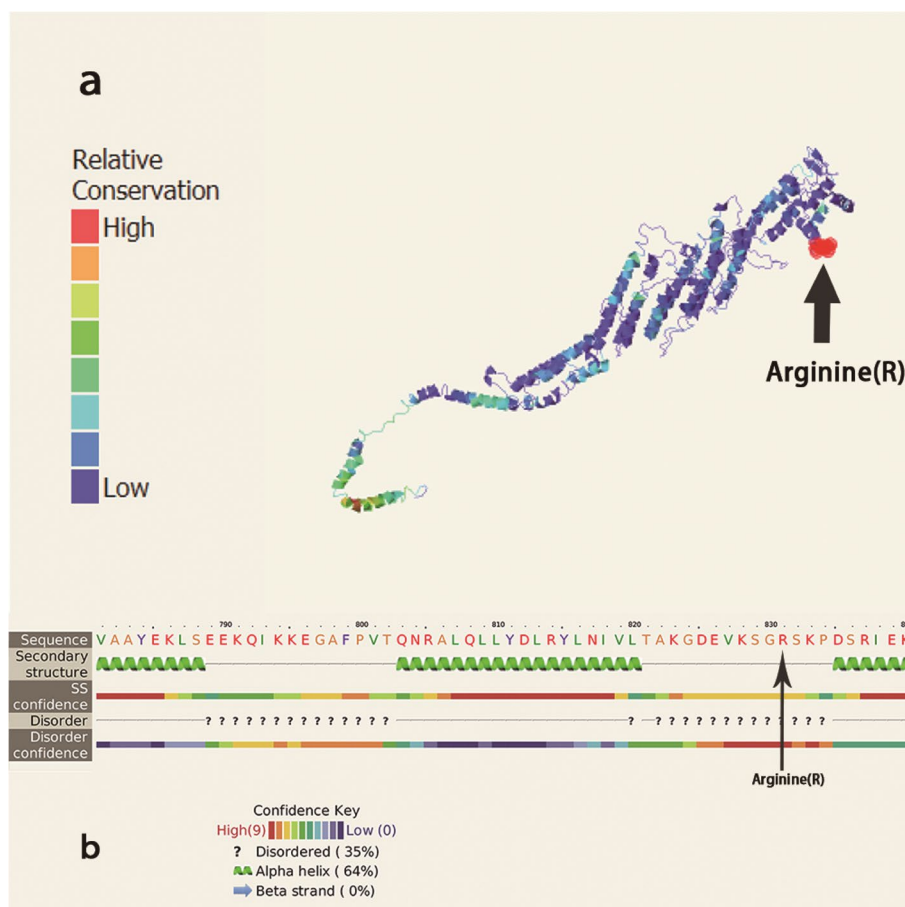 a
Relative
Conservation
High
Low
Arginine(R)
790 800 810 820 830
Sequence VAAYEKLSEEKQIKKEGAFPVTQNRALQLLYDLRYLNIVLTAKGDEVKSGRSKPDSRIEK
Secondary
structure
SS
confidence
Disorder ? ? ? ? ? ? ? ? ? ? ? ? ? ? ? ? ? ? ? ? ? ? ? ? ? ? ? ?
Disorder
confidence
Arginine(R)
b
Confidence Key
High(9) Low (0)
? Disordered ( 35%)
Alpha helix ( 64%)
Beta strand ( 0%)